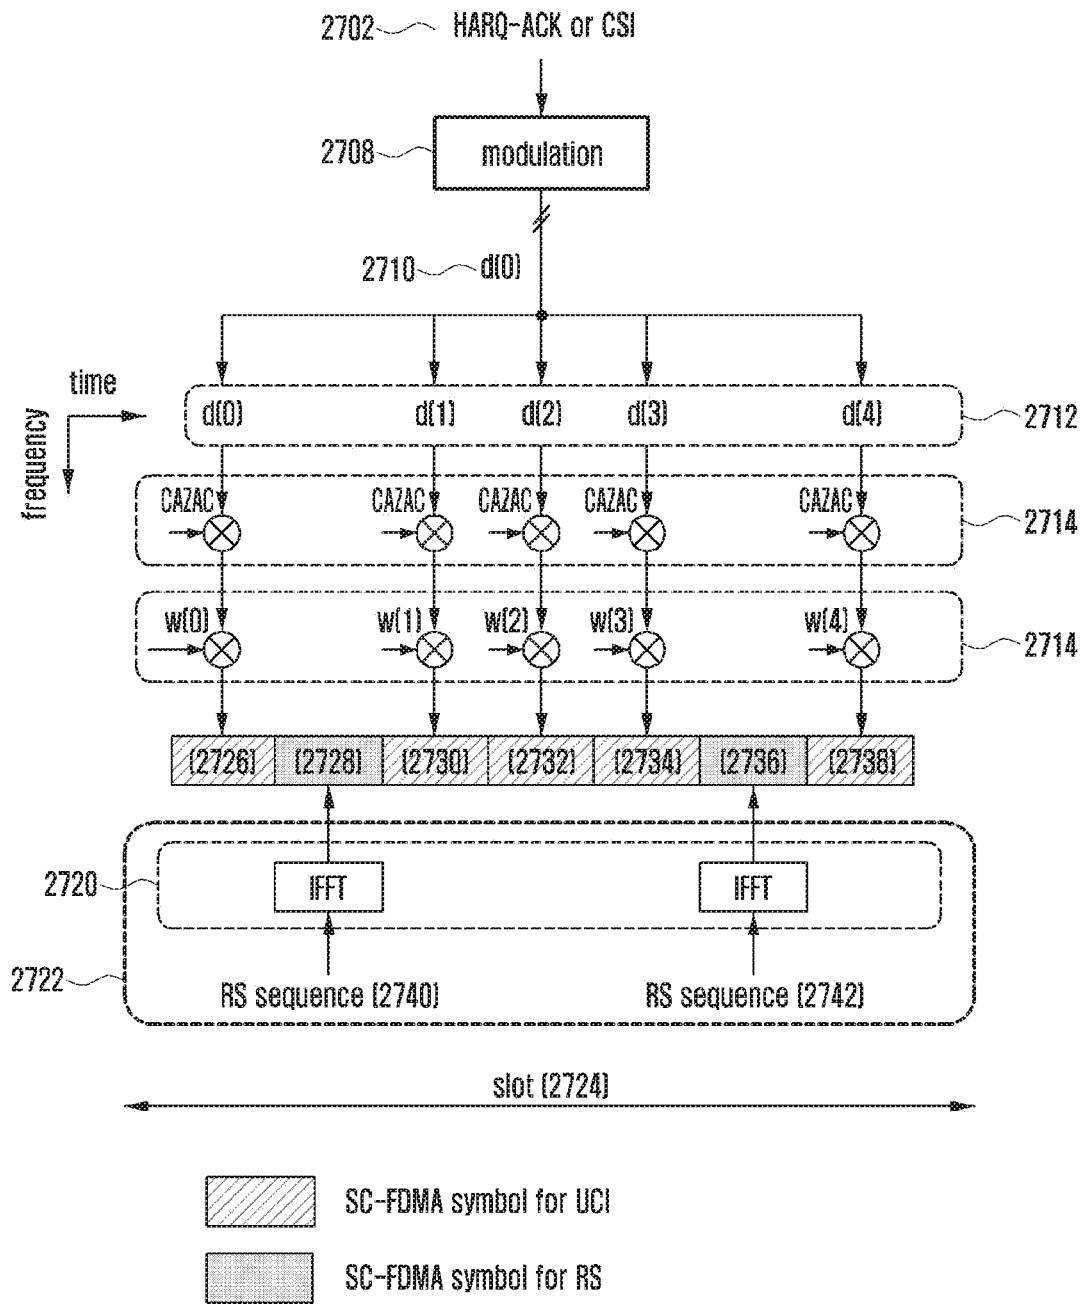 2702 HARQ-ACK or CSI
2708 modulation
2710 d(0)
time
frequency
d(0) d(1) d(2) d(3) d(4) 2712
CAZAC CAZAC CAZAC CAZAC CAZAC 2714
w(0) w(1) w(2) w(3) w(4) 2714
(2726) (2728) (2730) (2732) (2734) (2736) (2738)
2720 IFFT IFFT
2722
RS sequence (2740) RS sequence (2742)
slot (2724)
SC-FDMA symbol for UCI
SC-FDMA symbol for RS